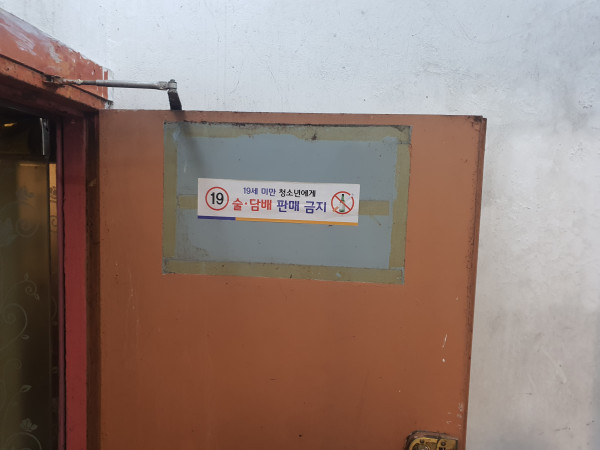 19
19세 미만 청소년에게
술·담배 판매 금지